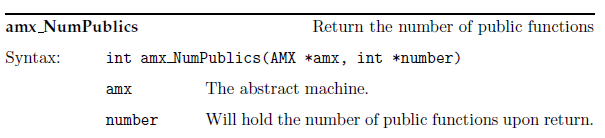 amx_NumPublics Return the number of public functions
Syntax: int amx_NumPublics(AMX *amx, int *number)
amx The abstract machine.
number Will hold the number of public functions upon return.